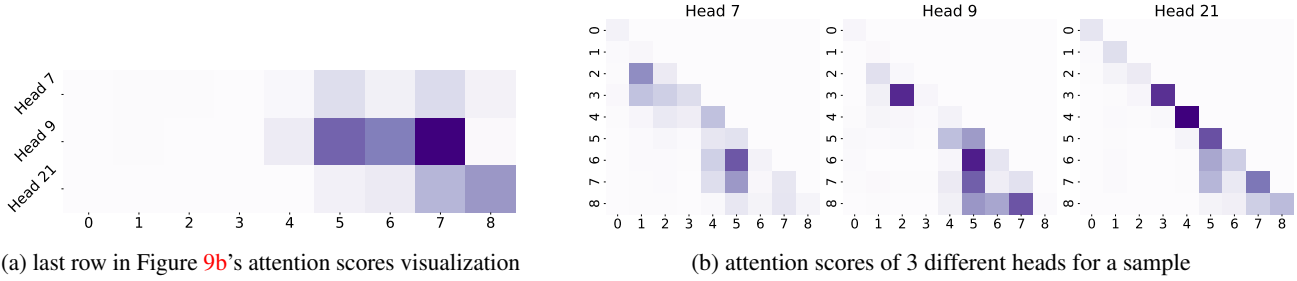 Head 7
Head 9
Head 21
0 1 2 3 4 5 6 7 8
(a) last row in Figure 9b's attention scores visualization
Head 7
0
1
2
3
4
5
6
7
8
0 1 2 3 4 5 6 7 8
Head 9
0
1
2
3
4
5
6
7
8
0 1 2 3 4 5 6 7 8
Head 21
0
1
2
3
4
5
6
7
8
0 1 2 3 4 5 6 7 8
(b) attention scores of 3 different heads for a sample